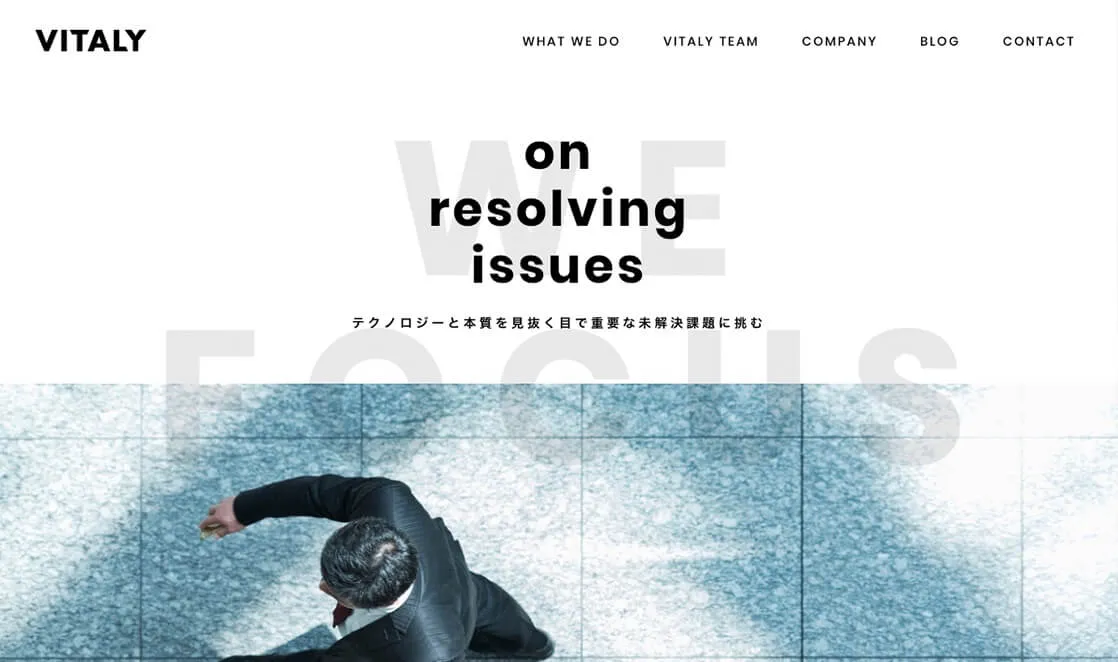 VITALY
WHAT WE DO
VITALY TEAM
COMPANY
BLOG
CONTACT
WE
on
resolving
issues
テクノロジーと本質を見抜く目で重要な未解決課題に挑む
FOCUS